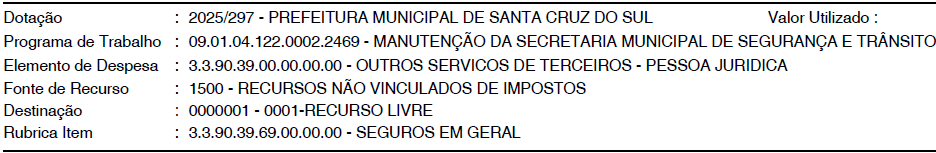 Dotação : 2025/297 - PREFEITURA MUNICIPAL DE SANTA CRUZ DO SUL Valor Utilizado :
Programa de Trabalho : 09.01.04.122.0002.2469 - MANUTENÇÃO DA SECRETARIA MUNICIPAL DE SEGURANÇA E TRÂNSITO
Elemento de Despesa : 3.3.90.39.00.00.00.00 - OUTROS SERVICOS DE TERCEIROS - PESSOA JURIDICA
Fonte de Recurso : 1500 - RECURSOS NÃO VINCULADOS DE IMPOSTOS
Destinação : 0000001 - 0001-RECURSO LIVRE
Rubrica Item : 3.3.90.39.69.00.00.00 - SEGUROS EM GERAL